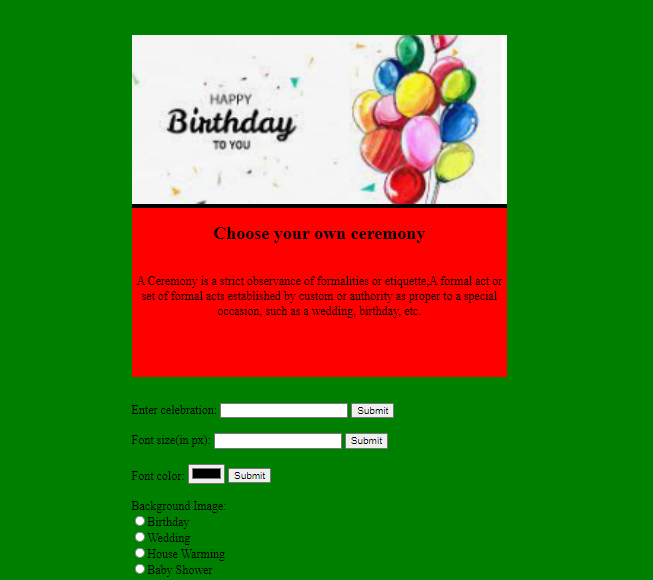 HAPPY
Birthday
TO YOU
Choose your own ceremony
A Ceremony is a strict observance of formalities or etiquette,A formal act or
set of formal acts established by custom or authority as proper to a special
occasion, such as a wedding, birthday, etc.
Enter celebration: Submit
Font size(in px): Submit
Font color: Submit
Background Image:
Birthday
Wedding
House Warming
Baby Shower